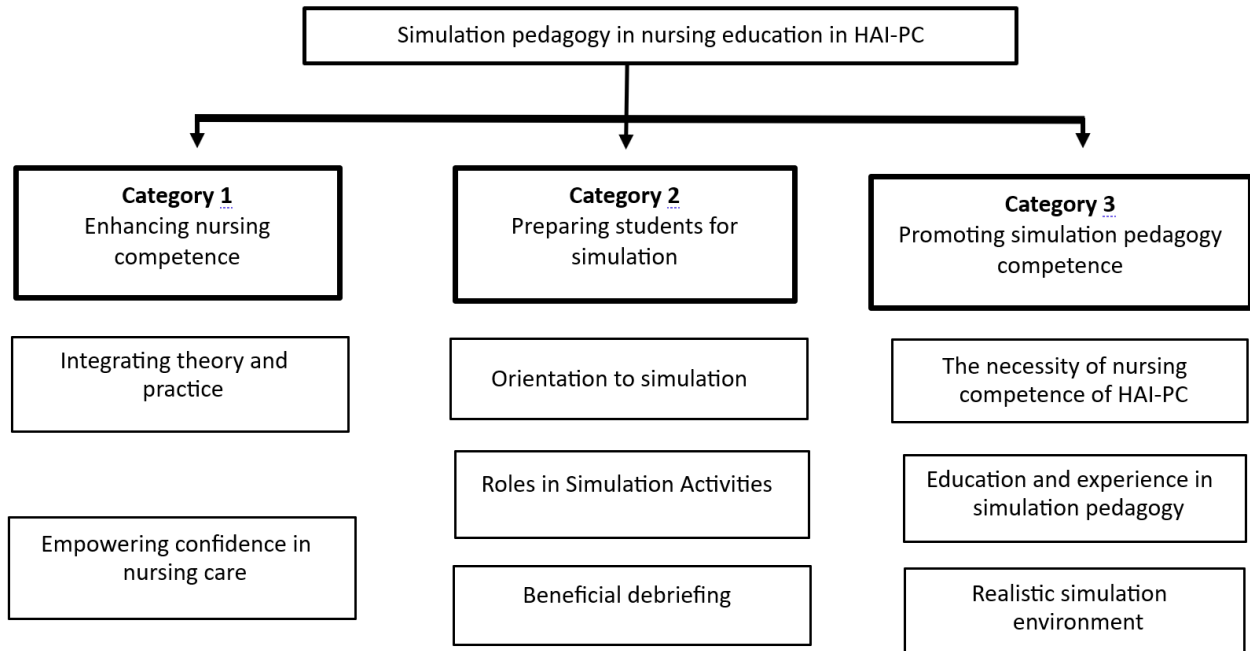 Simulation pedagogy in nursing education in HAI-PC
Category 1
Enhancing nursing
competence
Integrating theory and
practice
Empowering confidence in
nursing care
Category 2
Preparing students for
simulation
Orientation to simulation
Roles in Simulation Activities
Beneficial debriefing
Category 3
Promoting simulation pedagogy
competence
The necessity of nursing
competence of HAI-PC
Education and experience in
simulation pedagogy
Realistic simulation
environment